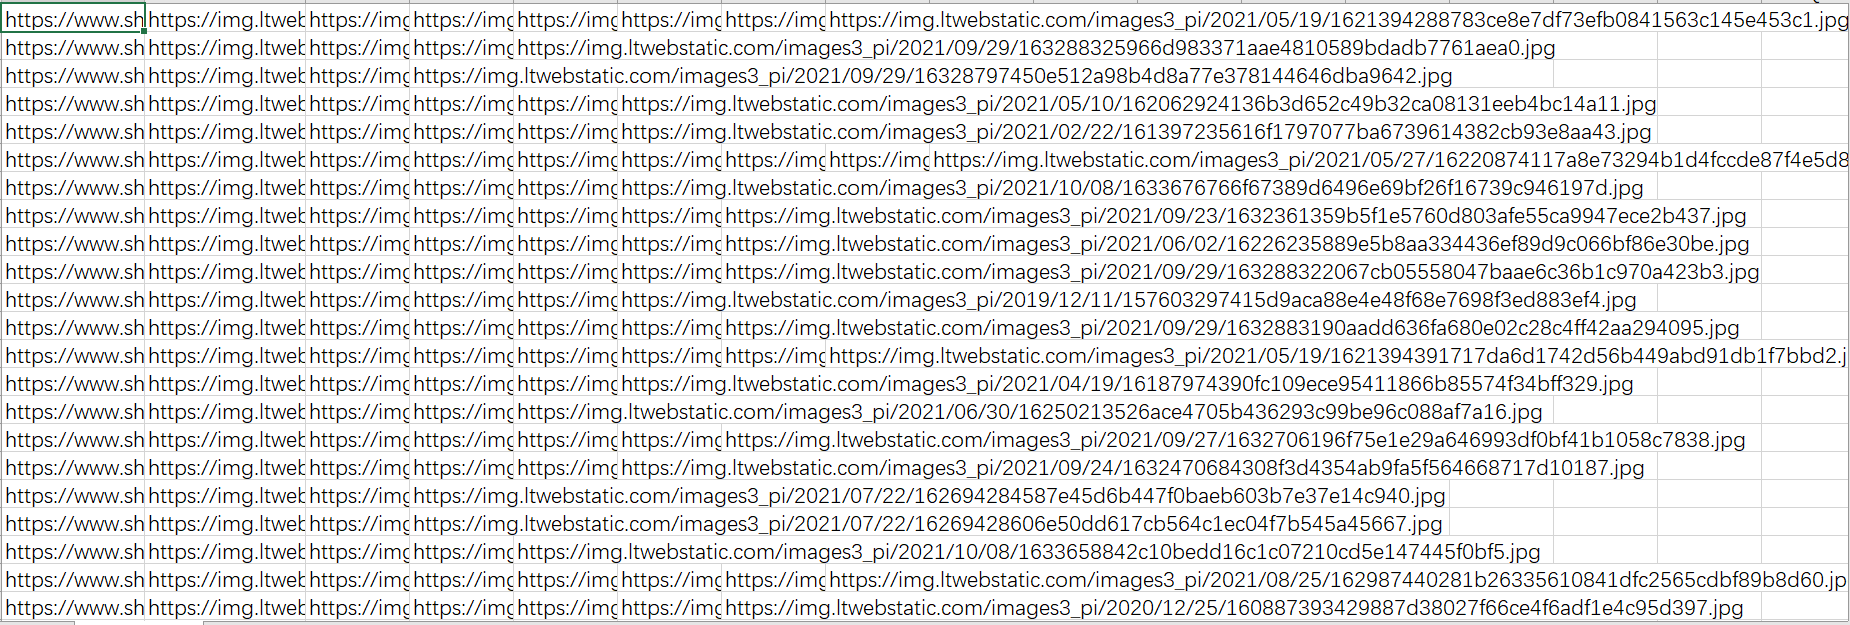 https://www.sh https://img.ltweb https://img https://img https://img https://img https://img.ltwebstatic.com/images3_pi/2021/05/19/1621394288783ce8e7df73efb0841563c145e453c1.jpg
https://www.sh https://img.ltweb https://img https://img https://img.ltwebstatic.com/images3_pi/2021/09/29/163288325966d983371aae4810589bdadb7761aea0.jpg
https://www.sh https://img.ltweb https://img https://img.ltwebstatic.com/images3_pi/2021/09/29/16328797450e512a98b4d8a77e378144646dba9642.jpg
https://www.sh https://img.ltweb https://img https://img https://img https://img.ltwebstatic.com/images3_pi/2021/05/10/162062924136b3d652c49b32ca08131eeb4bc14a11.jpg
https://www.sh https://img.ltweb https://img https://img https://img https://img.ltwebstatic.com/images3_pi/2021/02/22/161397235616f1797077ba6739614382cb93e8aa43.jpg
https://www.sh https://img.ltweb https://img https://img https://img https://img https://img https://img https://img.ltwebstatic.com/images3_pi/2021/05/27/16220874117a8e73294b1d4fccde87f4e5d8
https://www.sh https://img.ltweb https://img https://img https://img https://img.ltwebstatic.com/images3_pi/2021/10/08/1633676766f67389d6496e69bf26f16739c946197d.jpg
https://www.sh https://img.ltweb https://img https://img https://img https://img https://img.ltwebstatic.com/images3_pi/2021/09/23/1632361359b5f1e5760d803afe55ca9947ece2b437.jpg
https://www.sh https://img.ltweb https://img https://img https://img https://img https://img.ltwebstatic.com/images3_pi/2021/06/02/16226235889e5b8aa334436ef89d9c066bf86e30be.jpg
https://www.sh https://img.ltweb https://img https://img https://img https://img https://img.ltwebstatic.com/images3_pi/2021/09/29/163288322067cb05558047baae6c36b1c970a423b3.jpg
https://www.sh https://img.ltweb https://img https://img https://img https://img.ltwebstatic.com/images3_pi/2019/12/11/157603297415d9aca88e4e48f68e7698f3ed883ef4.jpg
https://www.sh https://img.ltweb https://img https://img https://img https://img https://img.ltwebstatic.com/images3_pi/2021/09/29/1632883190aadd636fa680e02c28c4ff42aa294095.jpg
https://www.sh https://img.ltweb https://img https://img https://img https://img https://img https://img.ltwebstatic.com/images3_pi/2021/05/19/1621394391717da6d1742d56b449abd91db1f7bbd2.j
https://www.sh https://img.ltweb https://img https://img https://img https://img.ltwebstatic.com/images3_pi/2021/04/19/16187974390fc109ece95411866b85574f34bff329.jpg
https://www.sh https://img.ltweb https://img https://img https://img.ltwebstatic.com/images3_pi/2021/06/30/16250213526ace4705b436293c99be96c088af7a16.jpg
https://www.sh https://img.ltweb https://img https://img https://img https://img https://img.ltwebstatic.com/images3_pi/2021/09/27/1632706196f75e1e29a646993df0bf41b1058c7838.jpg
https://www.sh https://img.ltweb https://img https://img https://img https://img.ltwebstatic.com/images3_pi/2021/09/24/1632470684308f3d4354ab9fa5f564668717d10187.jpg
https://www.sh https://img.ltweb https://img https://img.ltwebstatic.com/images3_pi/2021/07/22/162694284587e45d6b447f0baeb603b7e37e14c940.jpg
https://www.sh https://img.ltweb https://img https://img.ltwebstatic.com/images3_pi/2021/07/22/16269428606e50dd617cb564c1ec04f7b545a45667.jpg
https://www.sh https://img.ltweb https://img https://img https://img.ltwebstatic.com/images3_pi/2021/10/08/1633658842c10bedd16c1c07210cd5e147445f0bf5.jpg
https://www.sh https://img.ltweb https://img https://img https://img https://img https://img https://img.ltwebstatic.com/images3_pi/2021/08/25/162987440281b26335610841dfc2565cdbf89b8d60.jp
https://www.sh https://img.ltweb https://img https://img https://img https://img https://img.ltwebstatic.com/images3_pi/2020/12/25/160887393429887d38027f66ce4f6adf1e4c95d397.jpg